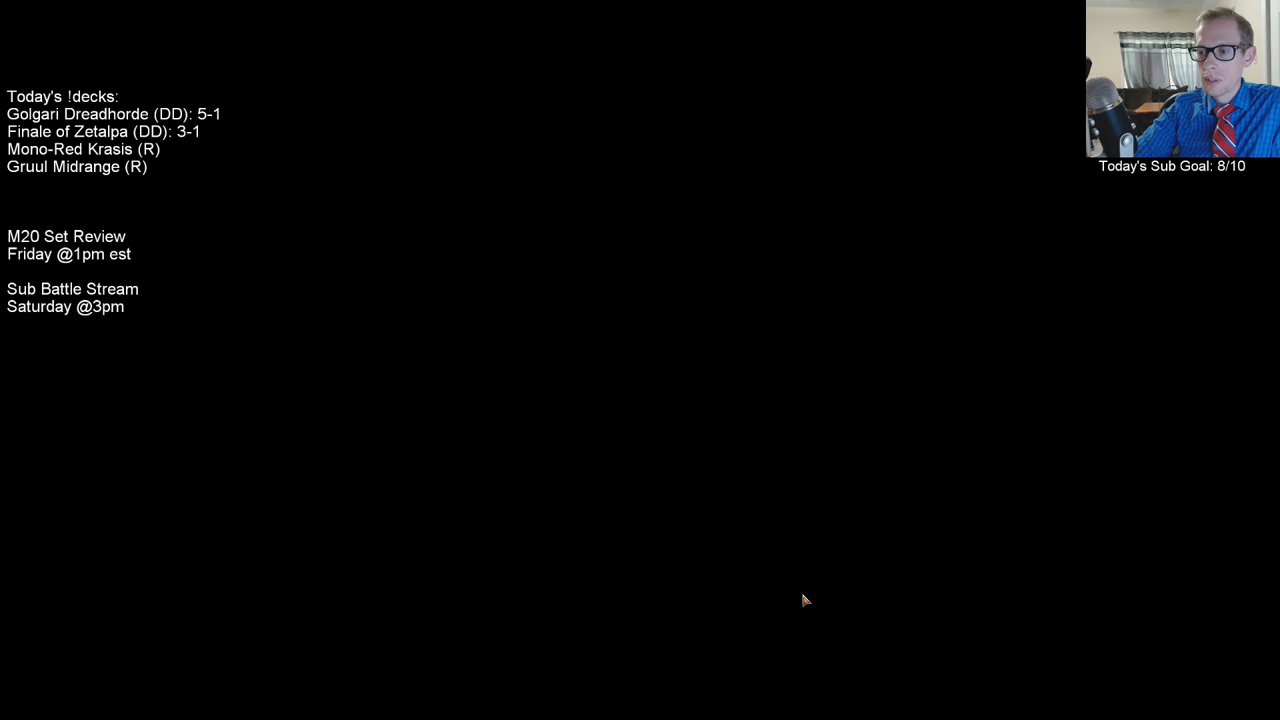 Today's !decks:
Golgari Dreadhorde (DD): 5-1
Finale of Zetalpa (DD): 3-1
Mono-Red Krasis (R)
Gruul Midrange (R)
M20 Set Review
Friday @1pm est
Sub Battle Stream
Saturday @3pm
Today's Sub Goal: 8/10